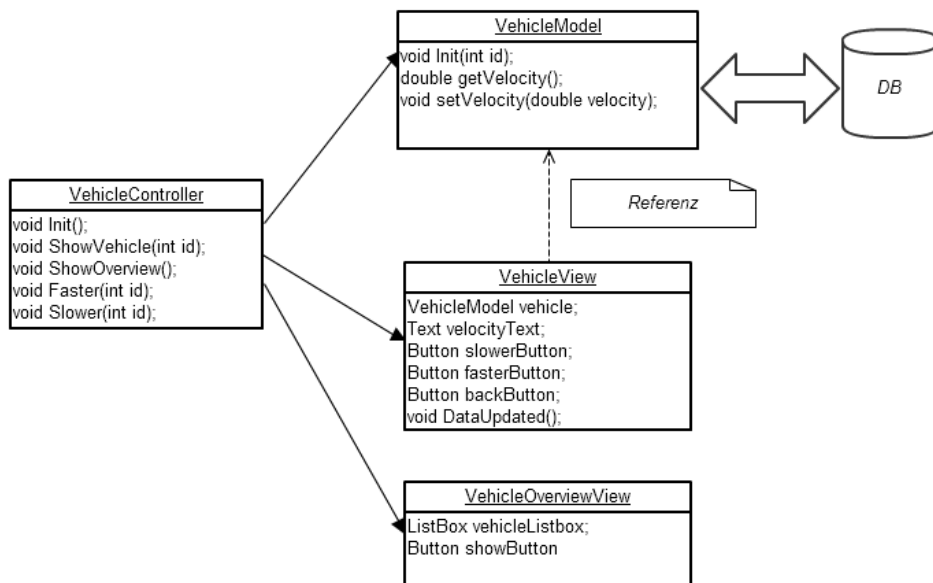 VehicleModel
void Init(int id);
double getVelocity();
void setVelocity(double velocity);
DB
Referenz
VehicleController
void Init();
void ShowVehicle(int id);
void ShowOverview();
void Faster(int id);
void Slower(int id);
VehicleView
VehicleModel vehicle;
Text velocityText;
Button slowerButton;
Button fasterButton;
Button backButton;
void DataUpdated();
VehicleOverviewView
ListBox vehicleListbox;
Button showButton